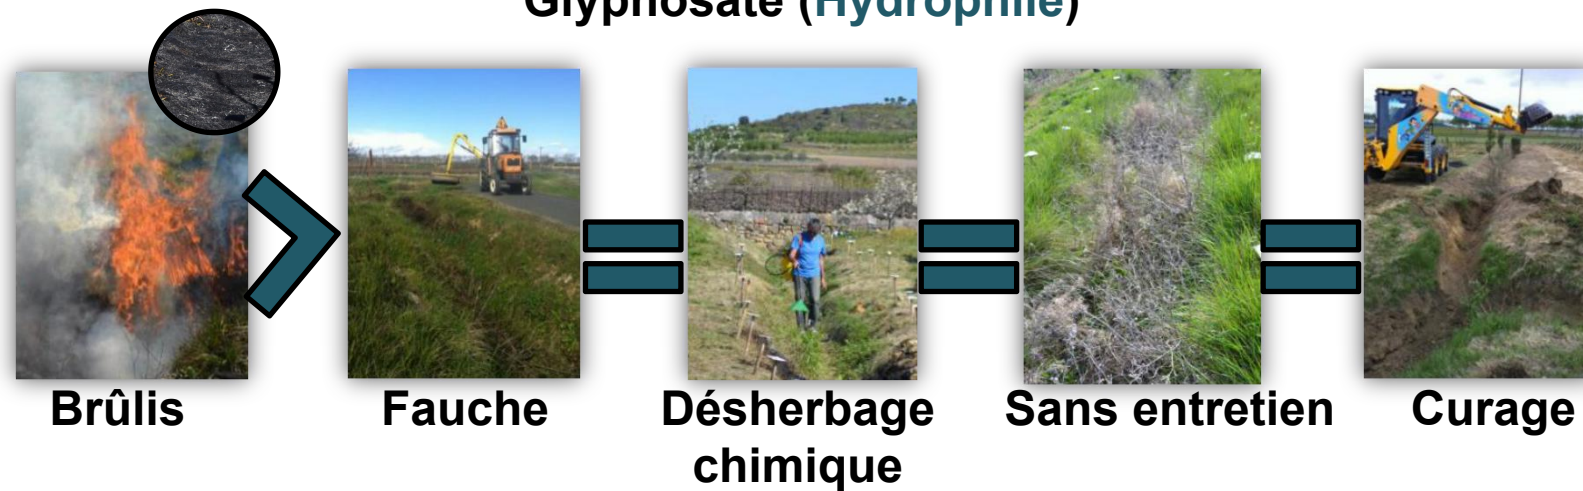 Glyphosate (Hydrophile)
Brûlis Fauche Désherbage Sans entretien Curage
chimique